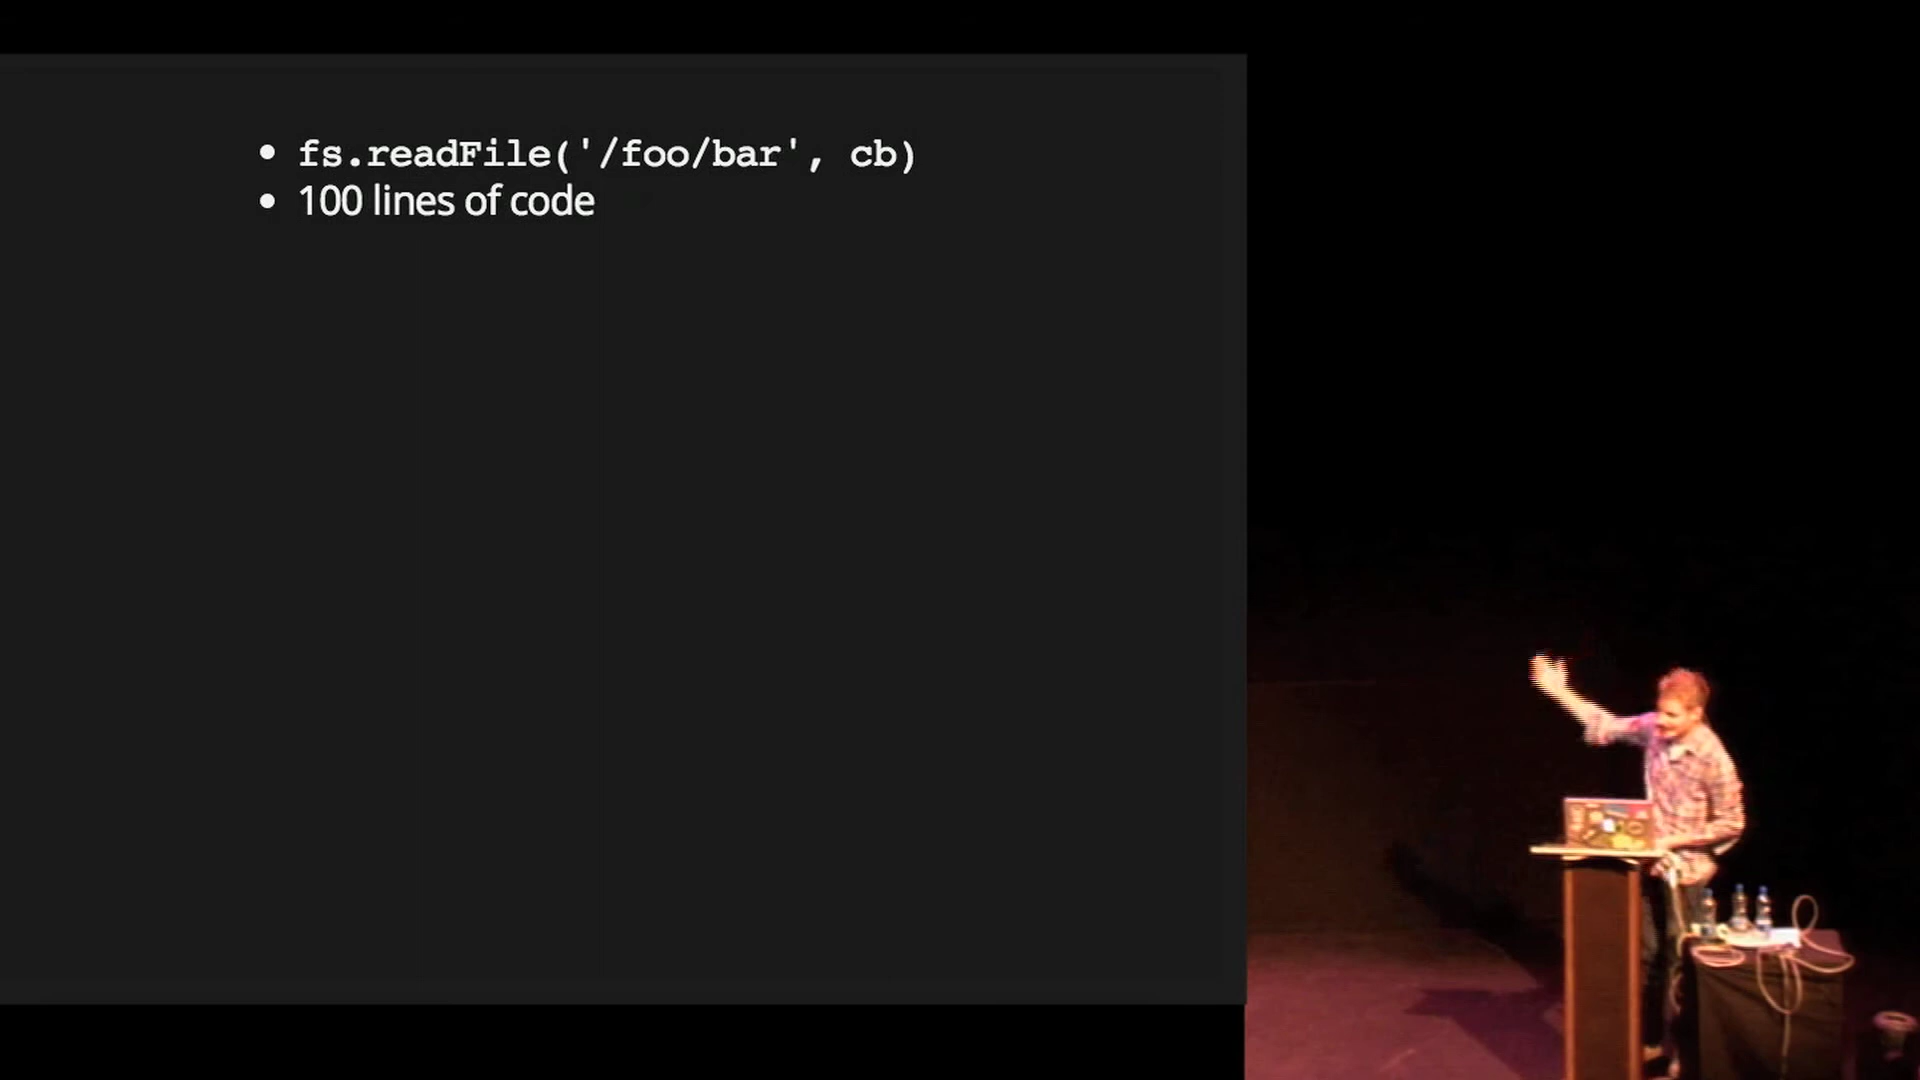 fs.readFile('/foo/bar', cb)
100 lines of code